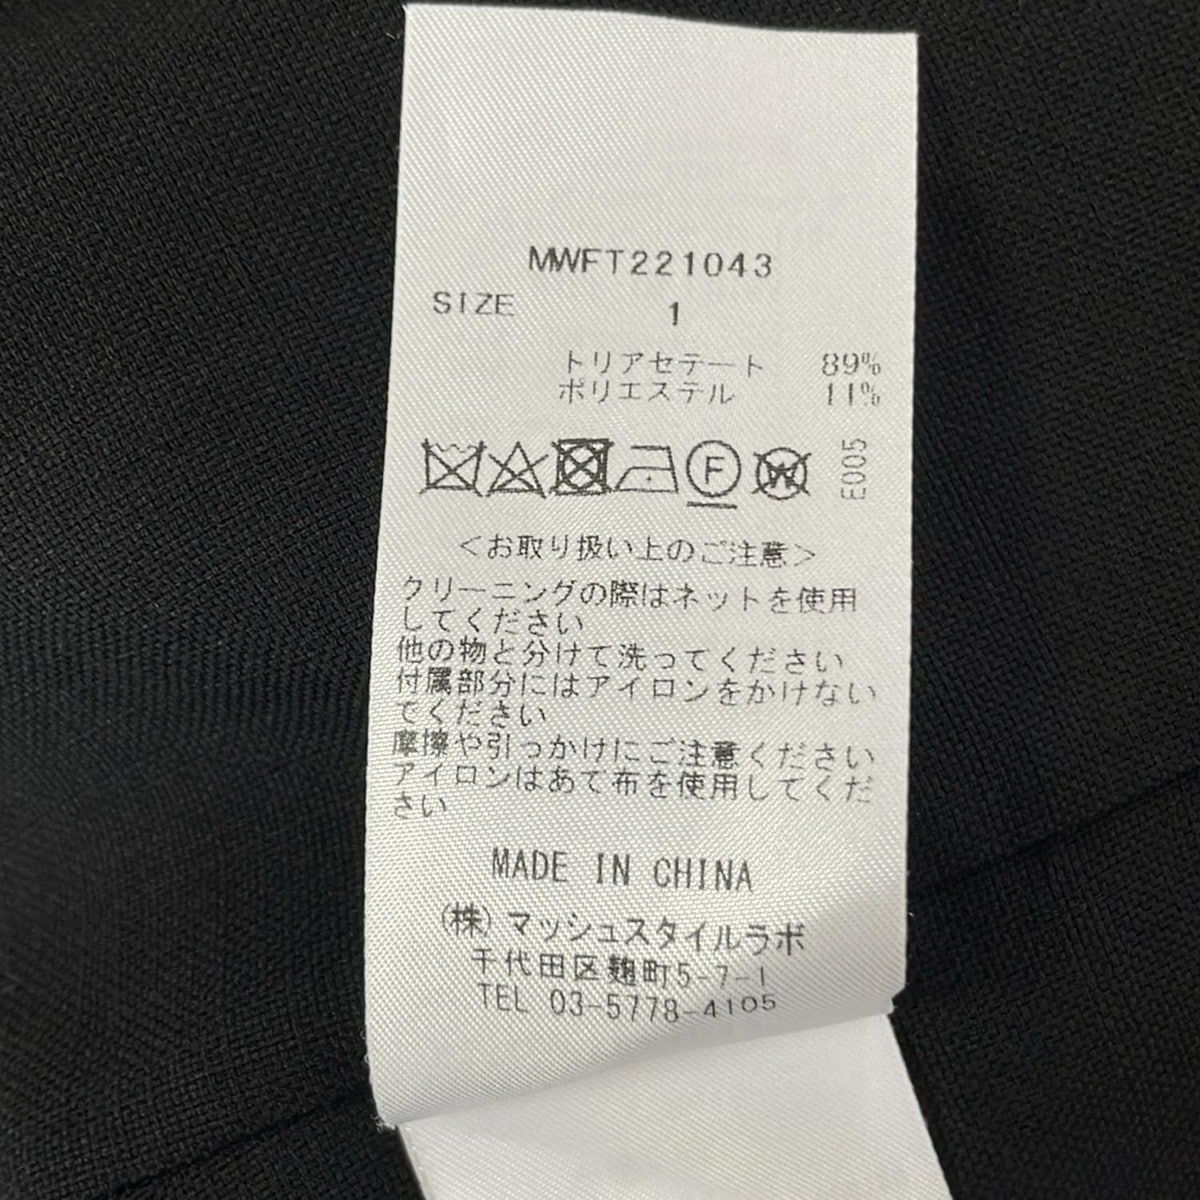 MWFT221043
SIZE 1
トリアセテート 89%
ポリエステル 11%
F W E005
<お取り扱い上のご注意>
クリーニングの際はネットを使用
してください
他の物と分けて洗ってください
付属部分にはアイロンをかけない
でください
摩擦や引っかけにご注意ください
アイロンはあて布を使用してくだ
さい
MADE IN CHINA
(株)マッシュスタイルラボ
千代田区麹町5-7-1
TEL 03-5778-4105